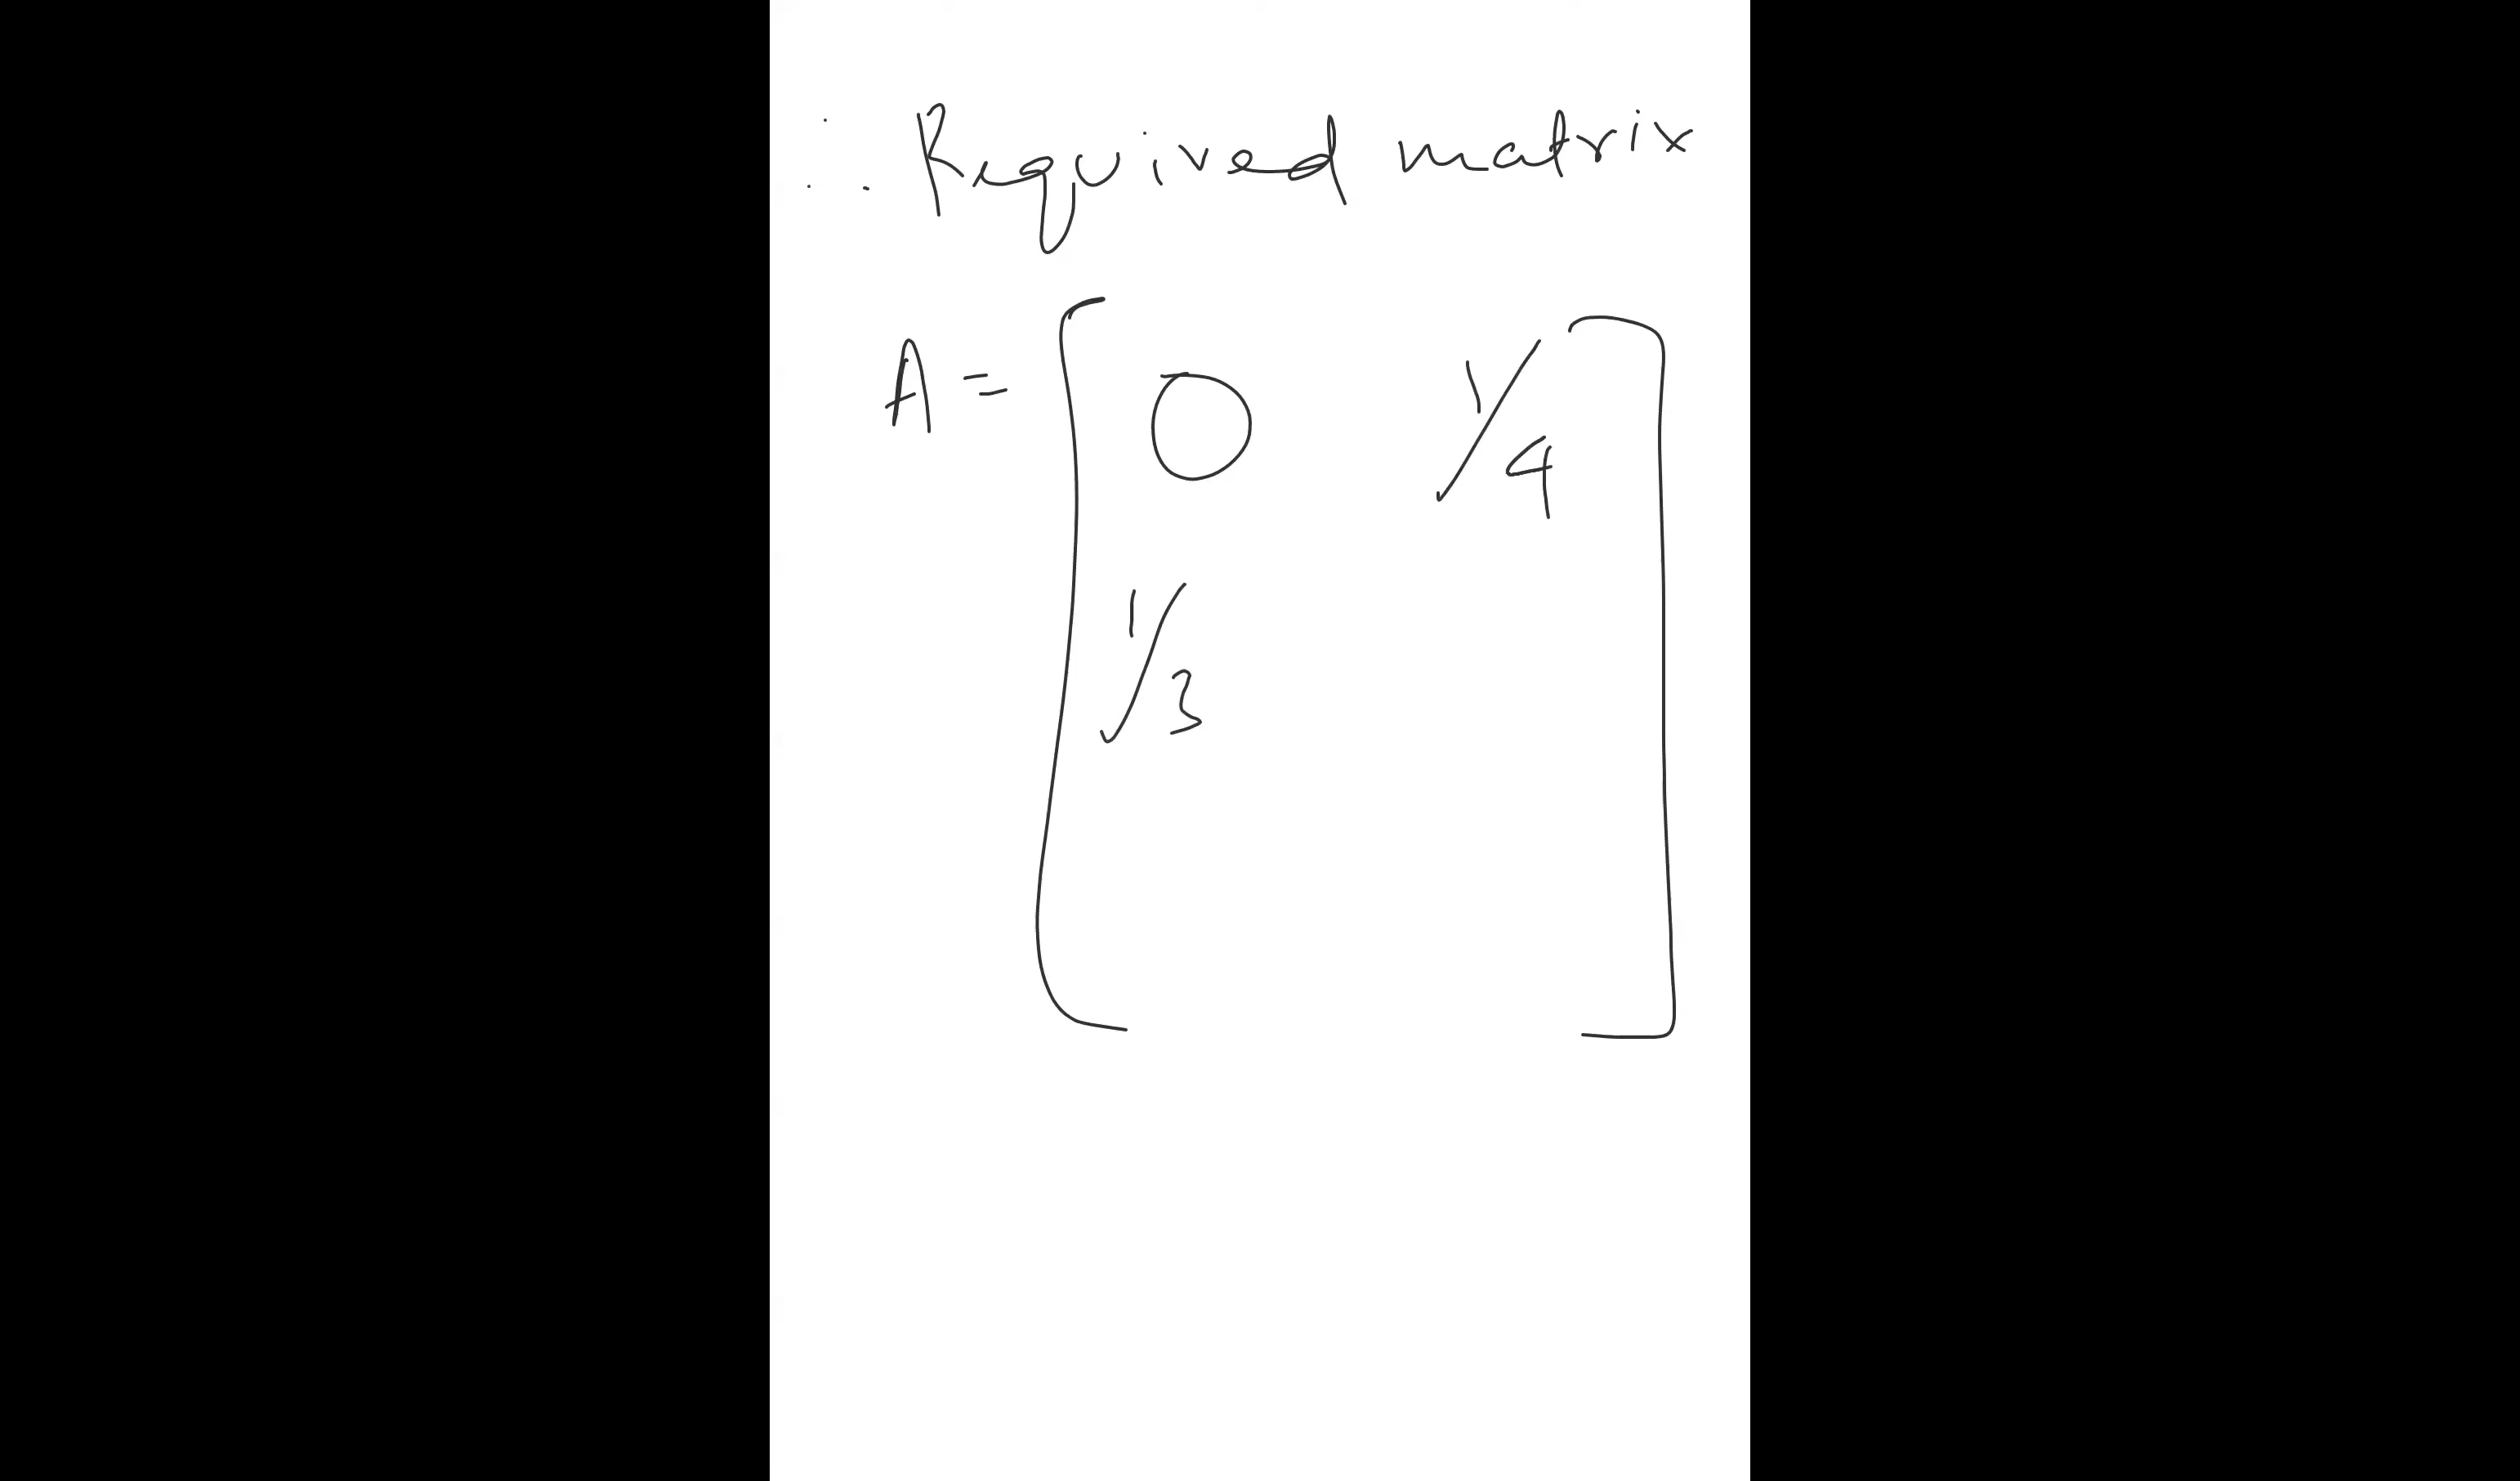 ∴ Required matrix
A = [ 0 1/4
1/3 ]